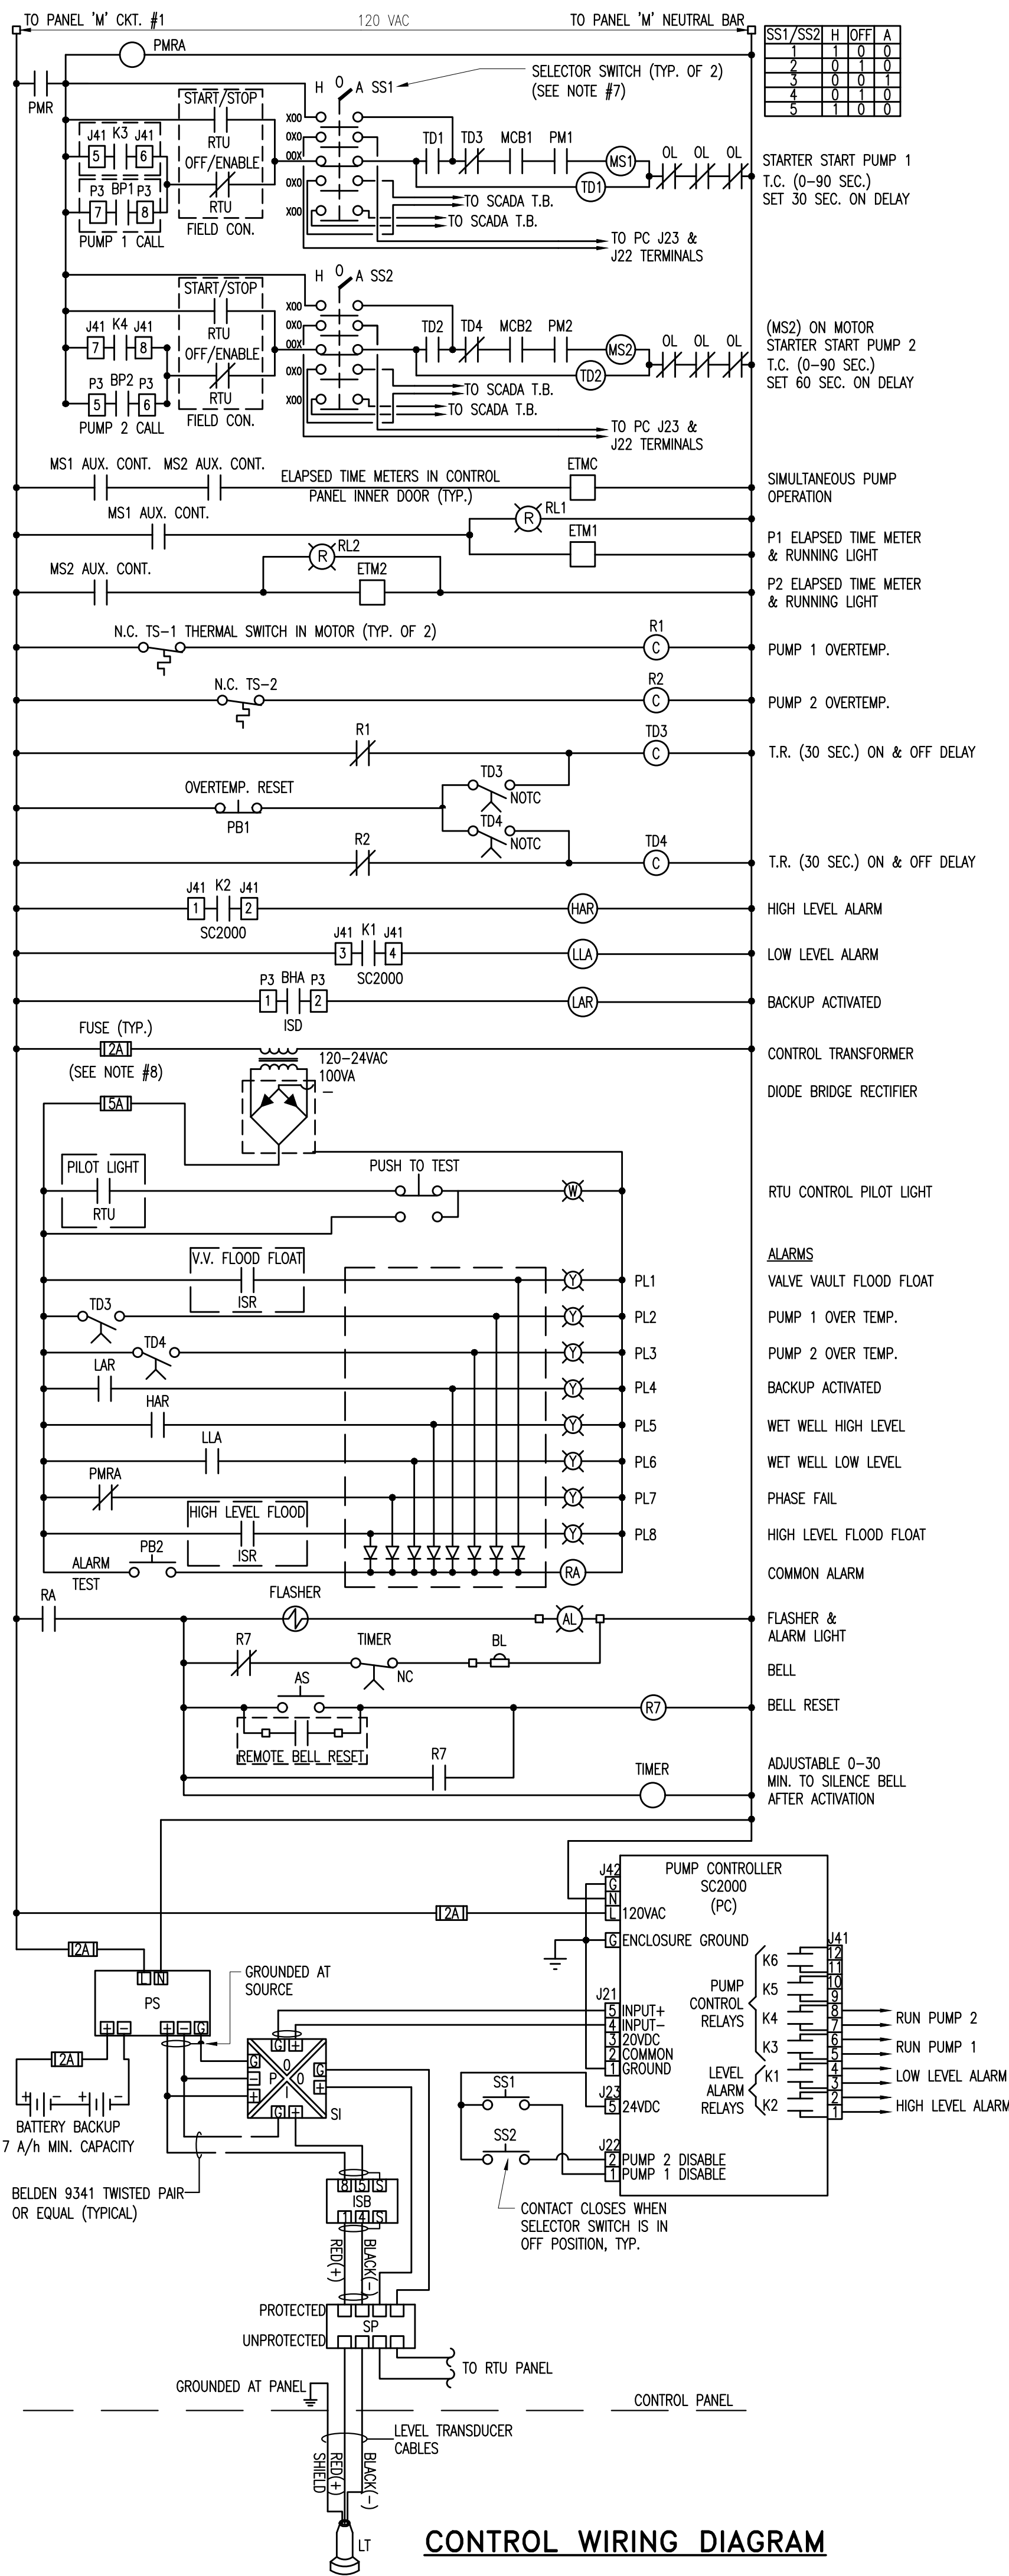 TO PANEL 'M' CKT. #1
120 VAC
TO PANEL 'M' NEUTRAL BAR
SS1/SS2 H OFF A
1 1 0 0
2 0 1 0
3 0 0 1
4 0 1 0
5 1 0 0
PMRA
PMR
H O A SS1
SELECTOR SWITCH (TYP. OF 2)
(SEE NOTE #7)
START/STOP
RTU
OFF/ENABLE
RTU
FIELD CON.
J41 K3 J41
5 6
P3 BP1 P3
7 8
PUMP 1 CALL
X00
0X0
00X
0X0
X00
TD1 TD3 MCB1 PM1
MS1
TD1
OL OL OL
STARTER START PUMP 1
T.C. (0-90 SEC.)
SET 30 SEC. ON DELAY
TO SCADA T.B.
TO SCADA T.B.
TO PC J23 &
J22 TERMINALS
H O A SS2
START/STOP
RTU
OFF/ENABLE
RTU
FIELD CON.
J41 K4 J41
7 8
P3 BP2 P3
5 6
PUMP 2 CALL
X00
0X0
00X
0X0
X00
TD2 TD4 MCB2 PM2
MS2
TD2
OL OL OL
(MS2) ON MOTOR
STARTER START PUMP 2
T.C. (0-90 SEC.)
SET 60 SEC. ON DELAY
TO SCADA T.B.
TO SCADA T.B.
TO PC J23 &
J22 TERMINALS
MS1 AUX. CONT. MS2 AUX. CONT.
ELAPSED TIME METERS IN CONTROL
PANEL INNER DOOR (TYP.)
ETMC
SIMULTANEOUS PUMP
OPERATION
MS1 AUX. CONT.
R RL1
ETM1
P1 ELAPSED TIME METER
& RUNNING LIGHT
MS2 AUX. CONT.
R RL2
ETM2
P2 ELAPSED TIME METER
& RUNNING LIGHT
N.C. TS-1 THERMAL SWITCH IN MOTOR (TYP. OF 2)
R1
C
PUMP 1 OVERTEMP.
N.C. TS-2
R2
C
PUMP 2 OVERTEMP.
R1
TD3
C
T.R. (30 SEC.) ON & OFF DELAY
OVERTEMP. RESET
PB1
TD3
NOTC
TD4
NOTC
R2
TD4
C
T.R. (30 SEC.) ON & OFF DELAY
J41 K2 J41
1 2
SC2000
HAR
HIGH LEVEL ALARM
J41 K1 J41
3 4
SC2000
LLA
LOW LEVEL ALARM
P3 BHA P3
1 2
ISD
LAR
BACKUP ACTIVATED
FUSE (TYP.)
2A
(SEE NOTE #8)
120-24VAC
100VA
CONTROL TRANSFORMER
5A
DIODE BRIDGE RECTIFIER
PILOT LIGHT
RTU
PUSH TO TEST
W
RTU CONTROL PILOT LIGHT
ALARMS
V.V. FLOOD FLOAT
ISR
Y PL1
VALVE VAULT FLOOD FLOAT
TD3
Y PL2
PUMP 1 OVER TEMP.
TD4
Y PL3
PUMP 2 OVER TEMP.
LAR
Y PL4
BACKUP ACTIVATED
HAR
Y PL5
WET WELL HIGH LEVEL
LLA
Y PL6
WET WELL LOW LEVEL
PMRA
Y PL7
PHASE FAIL
HIGH LEVEL FLOOD
ISR
Y PL8
HIGH LEVEL FLOOD FLOAT
ALARM
TEST
PB2
RA
COMMON ALARM
RA
FLASHER
AL
FLASHER &
ALARM LIGHT
R7
TIMER
NC
BL
BELL
AS
R7
BELL RESET
REMOTE BELL RESET
R7
TIMER
ADJUSTABLE 0-30
MIN. TO SILENCE BELL
AFTER ACTIVATION
J42
G
N
L 120VAC
G ENCLOSURE GROUND
PUMP CONTROLLER
SC2000
(PC)
2A
J21
5 INPUT+
4 INPUT-
3 20VDC
2 COMMON
1 GROUND
J23
5 24VDC
J22
2 PUMP 2 DISABLE
1 PUMP 1 DISABLE
PUMP
CONTROL
RELAYS
K6
K5
K4
K3
LEVEL
ALARM
RELAYS
K1
K2
J41
12
11
10
9
8
7
6
5
4
3
2
1
RUN PUMP 2
RUN PUMP 1
LOW LEVEL ALARM
HIGH LEVEL ALARM
2A
L N
PS
+ - + - G
GROUNDED AT
SOURCE
2A
+ - + -
BATTERY BACKUP
7 A/h MIN. CAPACITY
G +
G O G
- P O +
+ I
G +
SI
SS1
SS2
CONTACT CLOSES WHEN
SELECTOR SWITCH IS IN
OFF POSITION, TYP.
BELDEN 9341 TWISTED PAIR
OR EQUAL (TYPICAL)
8 5 S
ISB
1 4 S
RED(+)
BLACK(-)
PROTECTED
SP
UNPROTECTED
TO RTU PANEL
GROUNDED AT PANEL
CONTROL PANEL
LEVEL TRANSDUCER
CABLES
SHIELD
RED(+)
BLACK(-)
LT
CONTROL WIRING DIAGRAM